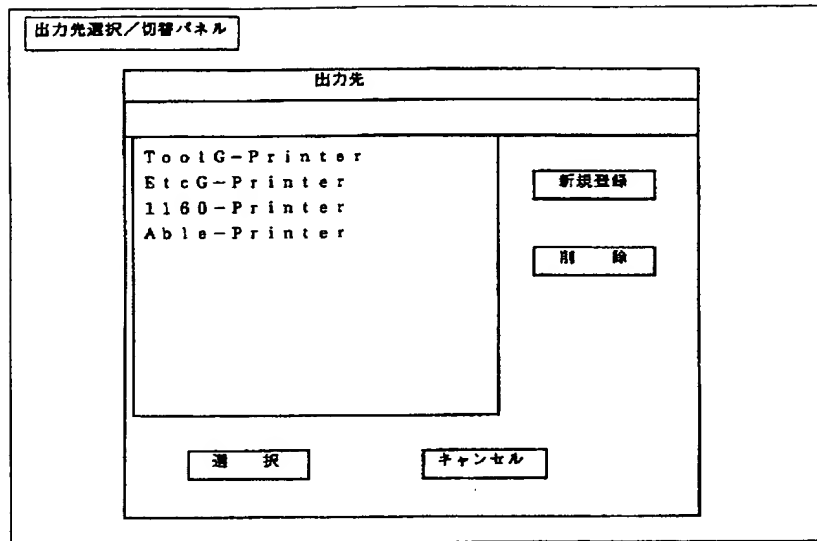 出力先選択／切替パネル
出力先
ToolG-Printer
EtcG-Printer
1160-Printer
Able-Printer
新規登録
削　除
選　択
キャンセル